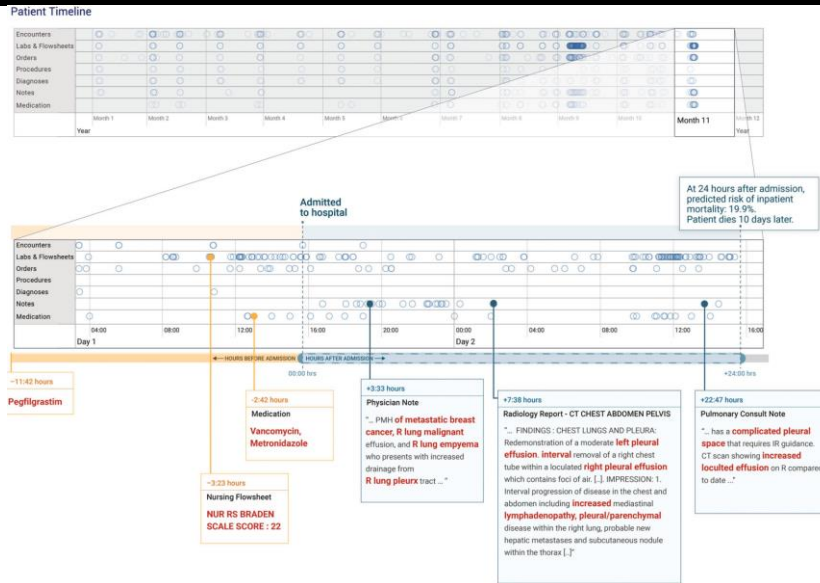 Patient Timeline
Encounters
Labs & Flowsheets
Orders
Procedures
Diagnoses
Notes
Medication
Month 1
Month 2
Month 3
Month 4
Month 5
Month 6
Month 7
Month 8
Month 9
Month 10
Month 11
Month 12
Year
Year
At 24 hours after admission,
predicted risk of inpatient
mortality: 19.9%.
Patient dies 10 days later.
Admitted
to hospital
Encounters
Labs & Flowsheets
Orders
Procedures
Diagnoses
Notes
Medication
04:00
08:00
12:00
16:00
20:00
00:00
04:00
08:00
12:00
16:00
Day 1
Day 2
HOURS BEFORE ADMISSION
HOURS AFTER ADMISSION
00:00 hrs
+24:00 hrs
−11:42 hours
Pegfilgrastim
−3:23 hours
Nursing Flowsheet
NUR RS BRADEN
SCALE SCORE : 22
-2:42 hours
Medication
Vancomycin,
Metronidazole
+3:33 hours
Physician Note
"... PMH of metastatic breast
cancer, R lung malignant
effusion, and R lung empyema
who presents with increased
drainage from
R lung pleurx tract ... "
+7:38 hours
Radiology Report - CT CHEST ABDOMEN PELVIS
"... FINDINGS : CHEST LUNGS AND PLEURA:
Redemonstration of a moderate left pleural
effusion. interval removal of a right chest
tube within a loculated right pleural effusion
which contains foci of air. [..]. IMPRESSION: 1.
Interval progression of disease in the chest and
abdomen including increased mediastinal
lymphadenopathy, pleural/parenchymal
disease within the right lung, probable new
hepatic metastases and subcutaneous nodule
within the thorax [..]"
+22:47 hours
Pulmonary Consult Note
"... has a complicated pleural
space that requires IR guidance.
CT scan showing increased
loculted effusion on R compared
to date ..."